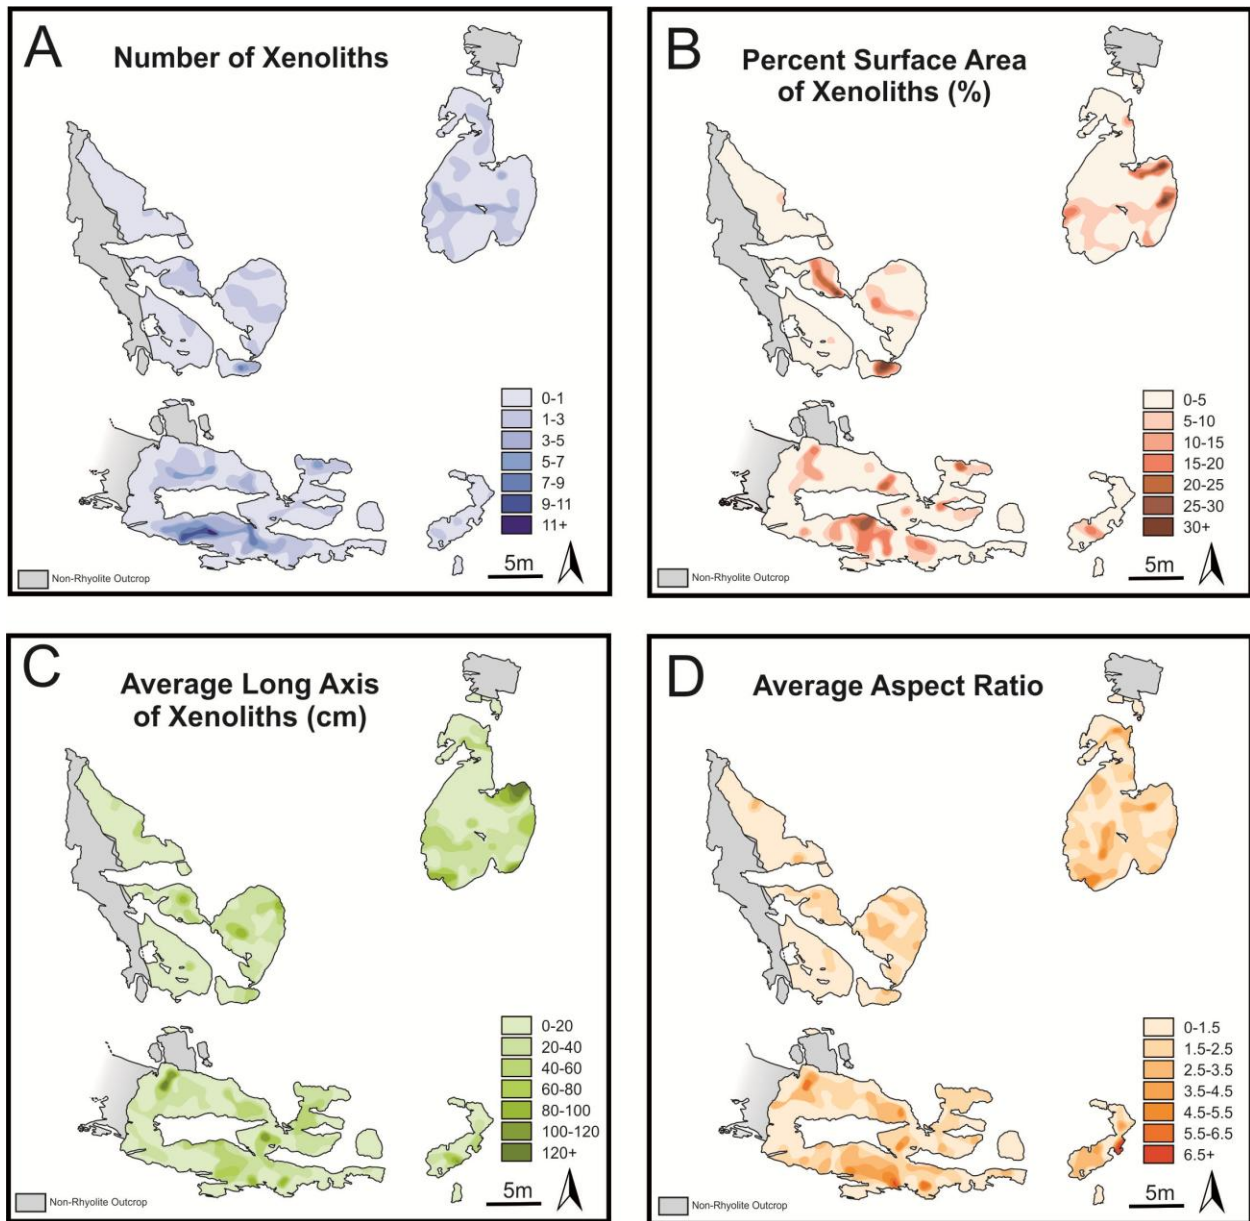 A
Number of Xenoliths
0-1
1-3
3-5
5-7
7-9
9-11
11+
Non-Rhyolite Outcrop
5m
B
Percent Surface Area
of Xenoliths (%)
0-5
5-10
10-15
15-20
20-25
25-30
30+
Non-Rhyolite Outcrop
5m
C
Average Long Axis
of Xenoliths (cm)
0-20
20-40
40-60
60-80
80-100
100-120
120+
Non-Rhyolite Outcrop
5m
D
Average Aspect Ratio
0-1.5
1.5-2.5
2.5-3.5
3.5-4.5
4.5-5.5
5.5-6.5
6.5+
Non-Rhyolite Outcrop
5m